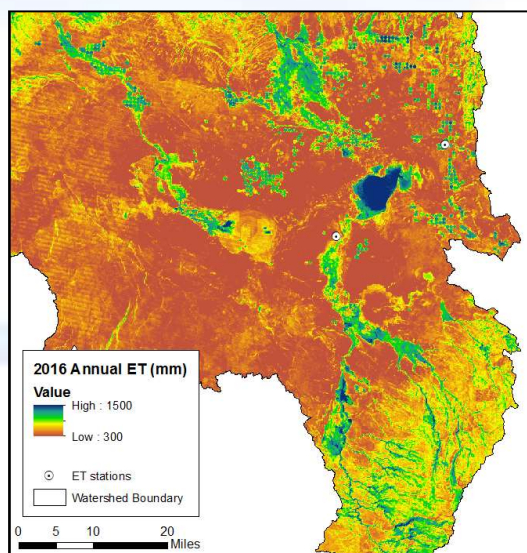 2016 Annual ET (mm)
Value
High : 1500
Low : 300
ET stations
Watershed Boundary
0 5 10 20
Miles